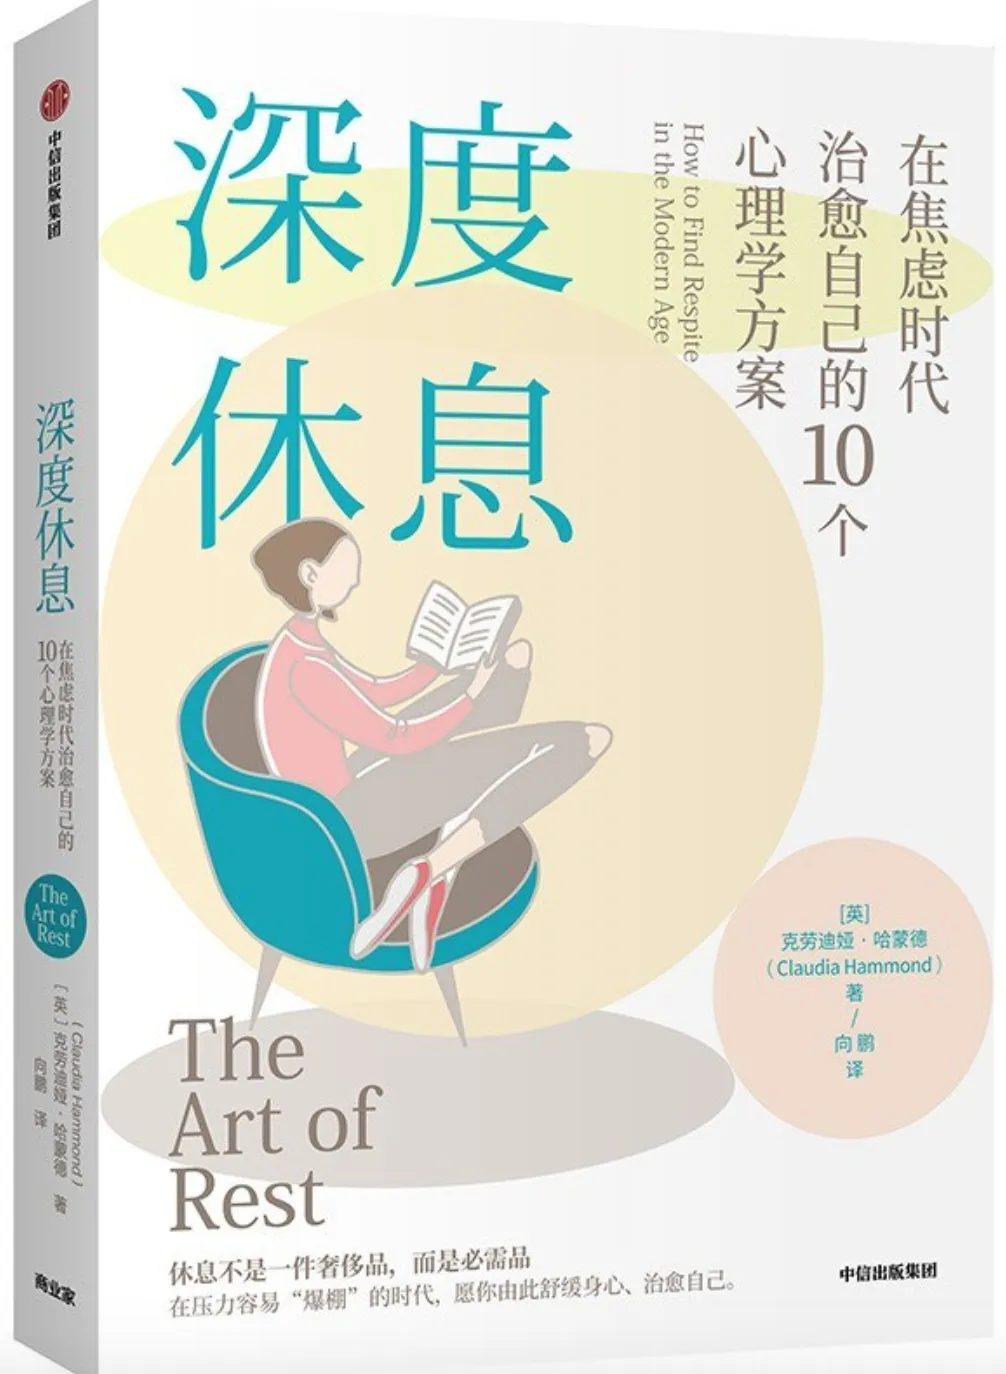 深度
休息
在焦虑时代
治愈自己的10个
心理学方案
How to Find Respite
in the Modern Age
[英]
克劳迪娅·哈蒙德
（Claudia Hammond）
著
/
向鹏
译
The
Art of
Rest
休息不是一件奢侈品，而是必需品
在压力容易“爆棚”的时代，愿你由此舒缓身心、治愈自己。
中信出版集团
中信出版集团
深度休息
在焦虑时代治愈自己的
10个心理学方案
The
Art of
Rest
（Claudia Hammond）
[英]克劳迪娅·哈蒙德 著
向鹏 译
商业家